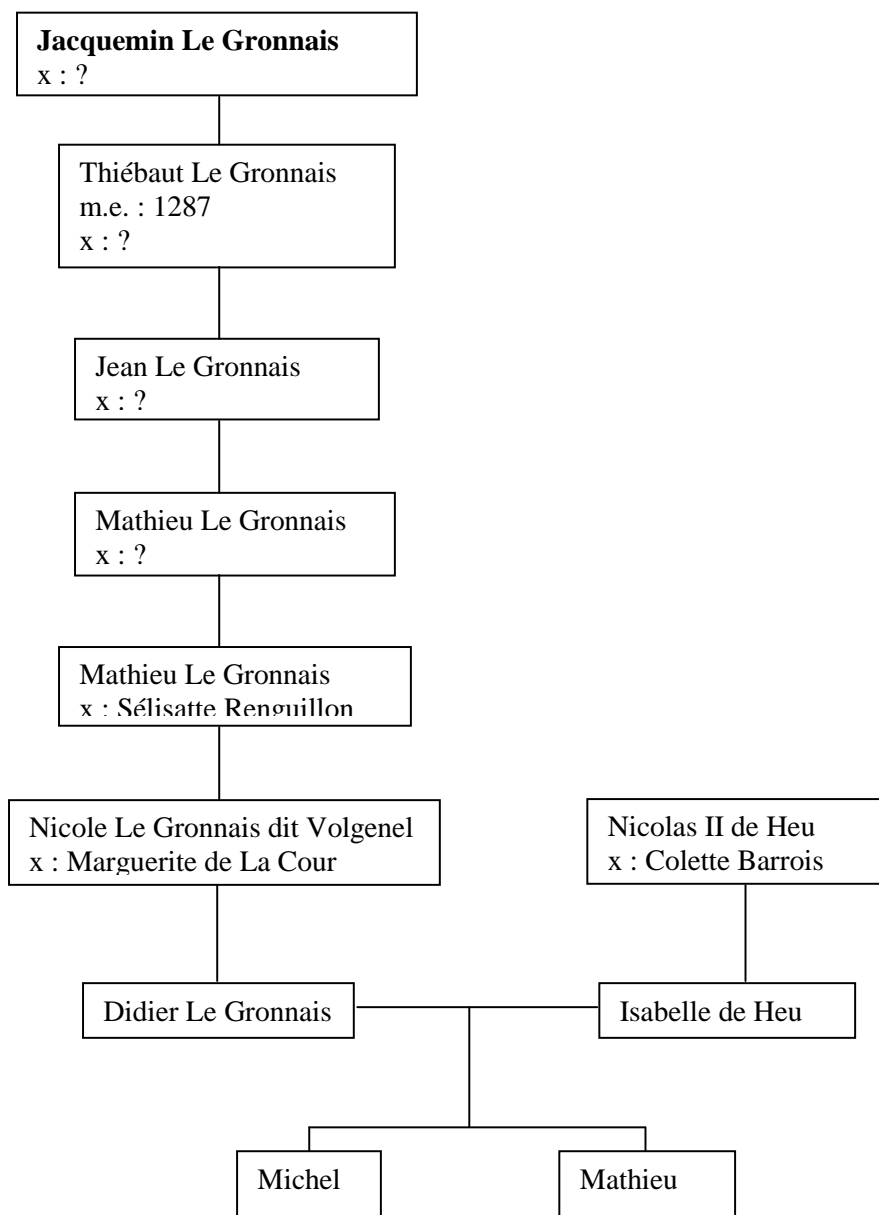 Jacquemin Le Gronnais
x : ?
Thiébaut Le Gronnais
m.e. : 1287
x : ?
Jean Le Gronnais
x : ?
Mathieu Le Gronnais
x : ?
Mathieu Le Gronnais
x : Sélisatte Renguillon
Nicole Le Gronnais dit Volgenel
x : Marguerite de La Cour
Nicolas II de Heu
x : Colette Barrois
Didier Le Gronnais
Isabelle de Heu
Michel
Mathieu